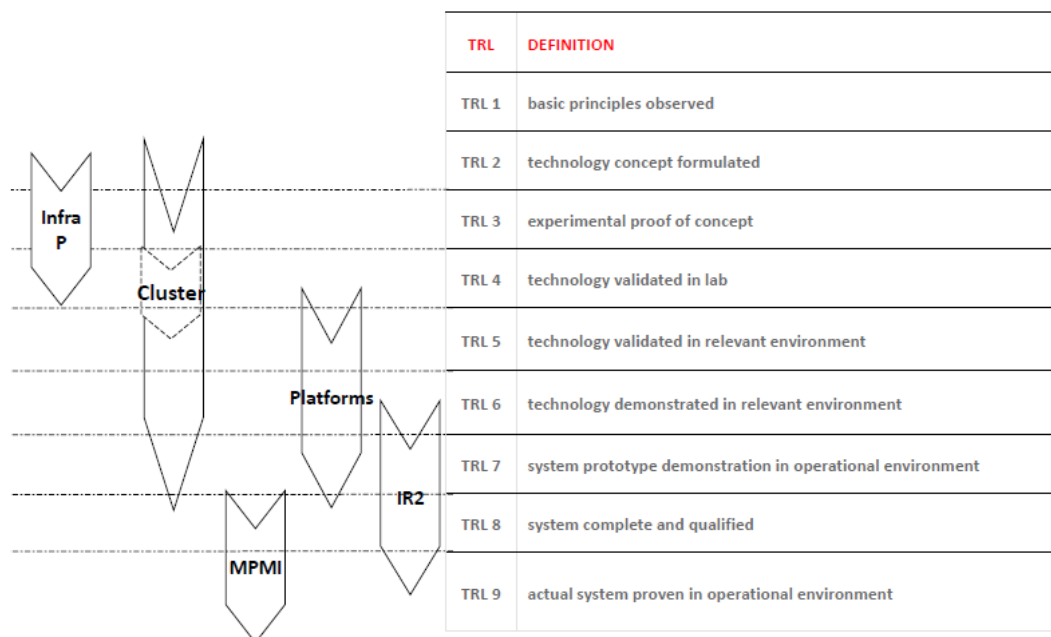 TRL DEFINITION
TRL 1 basic principles observed
TRL 2 technology concept formulated
TRL 3 experimental proof of concept
TRL 4 technology validated in lab
TRL 5 technology validated in relevant environment
TRL 6 technology demonstrated in relevant environment
TRL 7 system prototype demonstration in operational environment
TRL 8 system complete and qualified
TRL 9 actual system proven in operational environment
Infra
P
Cluster
Platforms
IR2
MPMI